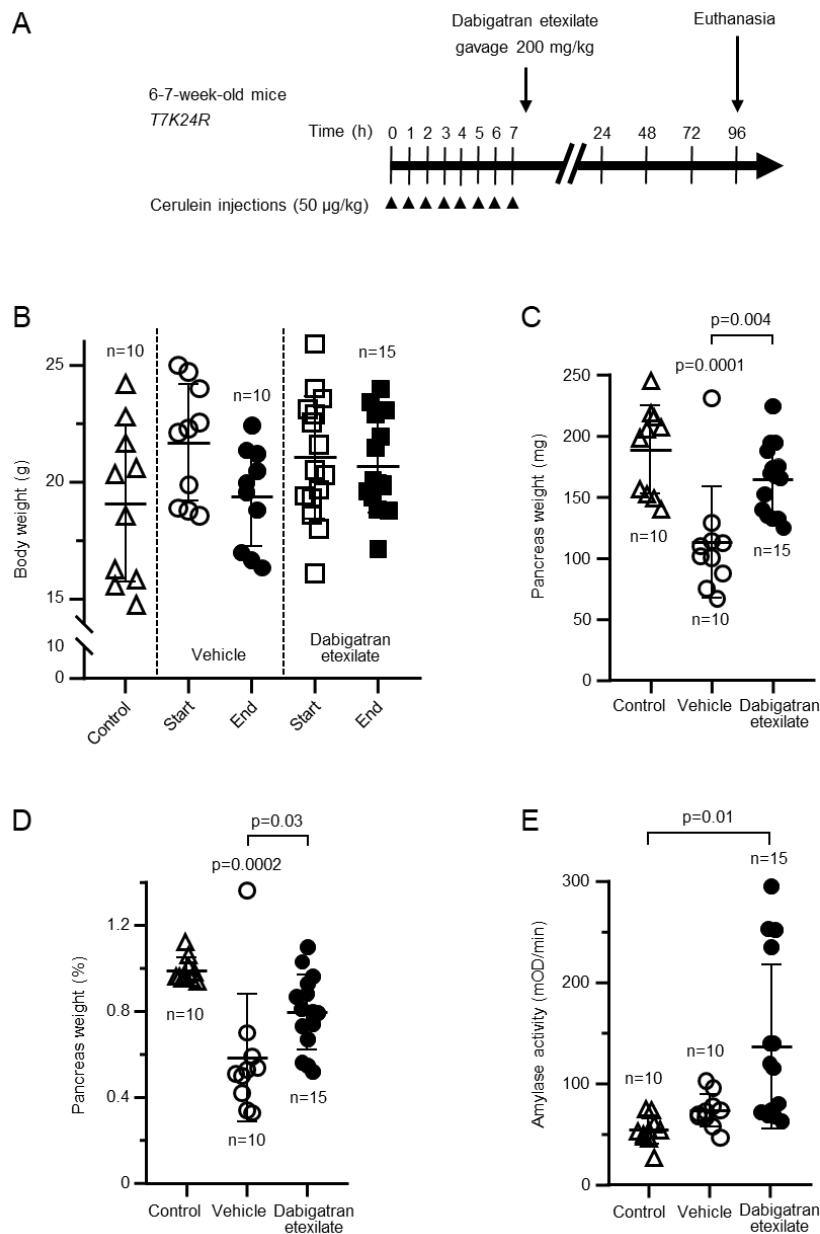 A
Dabigatran etexilate
gavage 200 mg/kg
Euthanasia
6-7-week-old mice
T7K24R
Time (h)
0 1 2 3 4 5 6 7 24 48 72 96
Cerulein injections (50 µg/kg)
B
n=10
n=10
n=15
25
20
15
10
0
Body weight (g)
Vehicle
Dabigatran
etexilate
Control
Start
End
Start
End
C
p=0.004
p=0.0001
250
200
150
100
50
0
Pancreas weight (mg)
n=10
n=10
n=15
Control
Vehicle
Dabigatran
etexilate
D
p=0.03
p=0.0002
1.2
0.8
0.4
0
Pancreas weight (%)
n=10
n=10
n=15
Control
Vehicle
Dabigatran
etexilate
E
p=0.01
n=15
300
200
100
50
0
Amylase activity (mOD/min)
n=10
n=10
Control
Vehicle
Dabigatran
etexilate